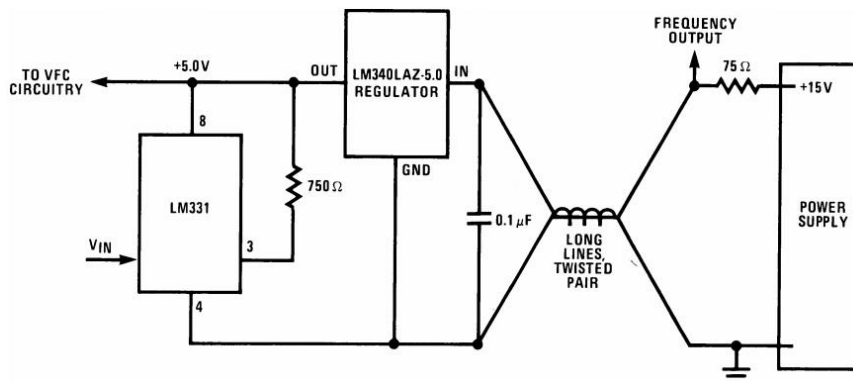 FREQUENCY
OUTPUT
TO VFC
CIRCUITRY
+5.0V
OUT
LM340LAZ-5.0
REGULATOR
IN
75 Ω
+15V
8
GND
750 Ω
LM331
3
VIN
4
0.1 μF
LONG
LINES,
TWISTED
PAIR
POWER
SUPPLY